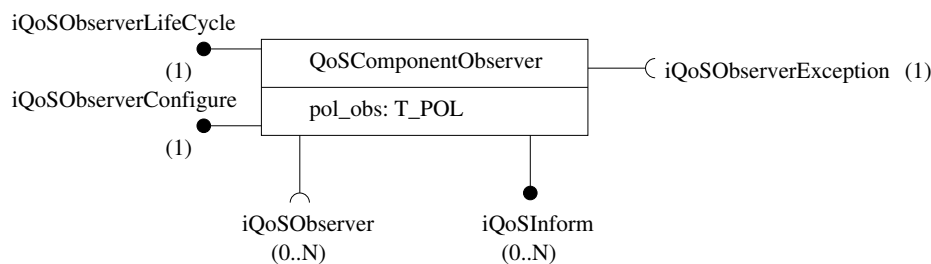 iQoSObserverLifeCycle
(1)
QoSComponentObserver
iQoSObserverException (1)
iQoSObserverConfigure
pol_obs: T_POL
(1)
iQoSObserver
(0..N)
iQoSInform
(0..N)